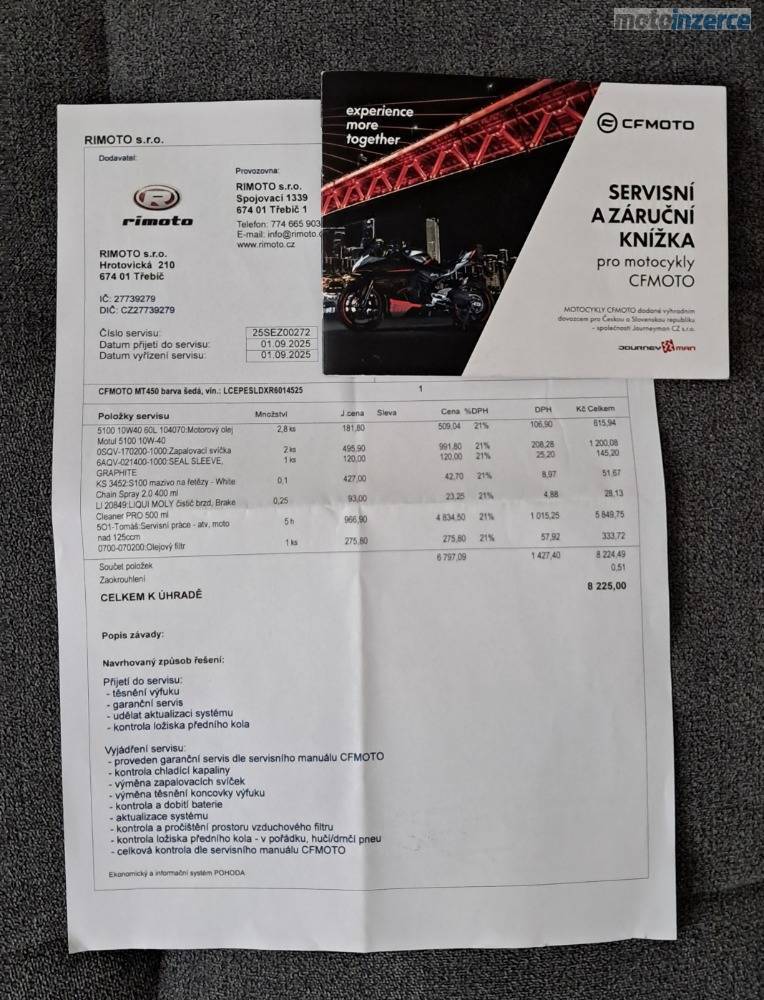 motoinzerce
RIMOTO s.r.o.
Dodavatel:
rimoto
RIMOTO s.r.o.
Hrotovická 210
674 01 Třebíč
IČ: 27739279
DIČ: CZ27739279
Provozovna:
RIMOTO s.r.o.
Spojovací 1339
674 01 Třebíč 1
Telefon: 774 665 903
E-mail: info@rimoto.c
www.rimoto.cz
Číslo servisu: 25SEZ00272
Datum přijetí do servisu: 01.09.2025
Datum vyřízení servisu: 01.09.2025
experience
more
together
CFMOTO
SERVISNÍ
A ZÁRUČNÍ
KNÍŽKA
pro motocykly
CFMOTO
MOTOCYKLY CFMOTO dodané výhradním
dovozcem pro Českou a Slovenskou republiku
– společností Journeyman CZ s.r.o.
JOURNEYMAN
CFMOTO MT450 barva šedá, vin.: LCEPESLDXR6014525 1
Položky servisu Množství J.cena Sleva Cena %DPH DPH Kč Celkem
5100 10W40 60L 104070:Motorový olej 2,8 ks 181,80 509,04 21% 106,90 615,94
Motul 5100 10W-40
0SQV-170200-1000:Zapalovací svíčka 2 ks 495,90 991,80 21% 208,28 1 200,08
6AQV-021400-1000:SEAL SLEEVE, 1 ks 120,00 120,00 21% 25,20 145,20
GRAPHITE
KS 3452:S100 mazivo na řetězy - White 0,1 427,00 42,70 21% 8,97 51,67
Chain Spray 2.0 400 ml
LI 20849:LIQUI MOLY čistič brzd, Brake 0,25 93,00 23,25 21% 4,88 28,13
Cleaner PRO 500 ml
5O1-Tomáš:Servisní práce - atv, moto 5 h 966,90 4 834,50 21% 1 015,25 5 849,75
nad 125ccm
0700-070200:Olejový filtr 1 ks 275,80 275,80 21% 57,92 333,72
Součet položek 6 797,09 1 427,40 8 224,49
Zaokrouhlení 0,51
CELKEM K ÚHRADĚ 8 225,00
Popis závady:
Navrhovaný způsob řešení:
Přijetí do servisu:
- těsnění výfuku
- garanční servis
- udělat aktualizaci systému
- kontrola ložiska předního kola
Vyjádření servisu:
- proveden garanční servis dle servisního manuálu CFMOTO
- kontrola chladící kapaliny
- výměna zapalovacích svíček
- výměna těsnění koncovky výfuku
- kontrola a dobití baterie
- aktualizace systému
- kontrola a pročištění prostoru vzduchového filtru
- kontrola ložiska předního kola - v pořádku, hučí/drnčí pneu
- celková kontrola dle servisního manuálu CFMOTO
Ekonomický a informační systém POHODA